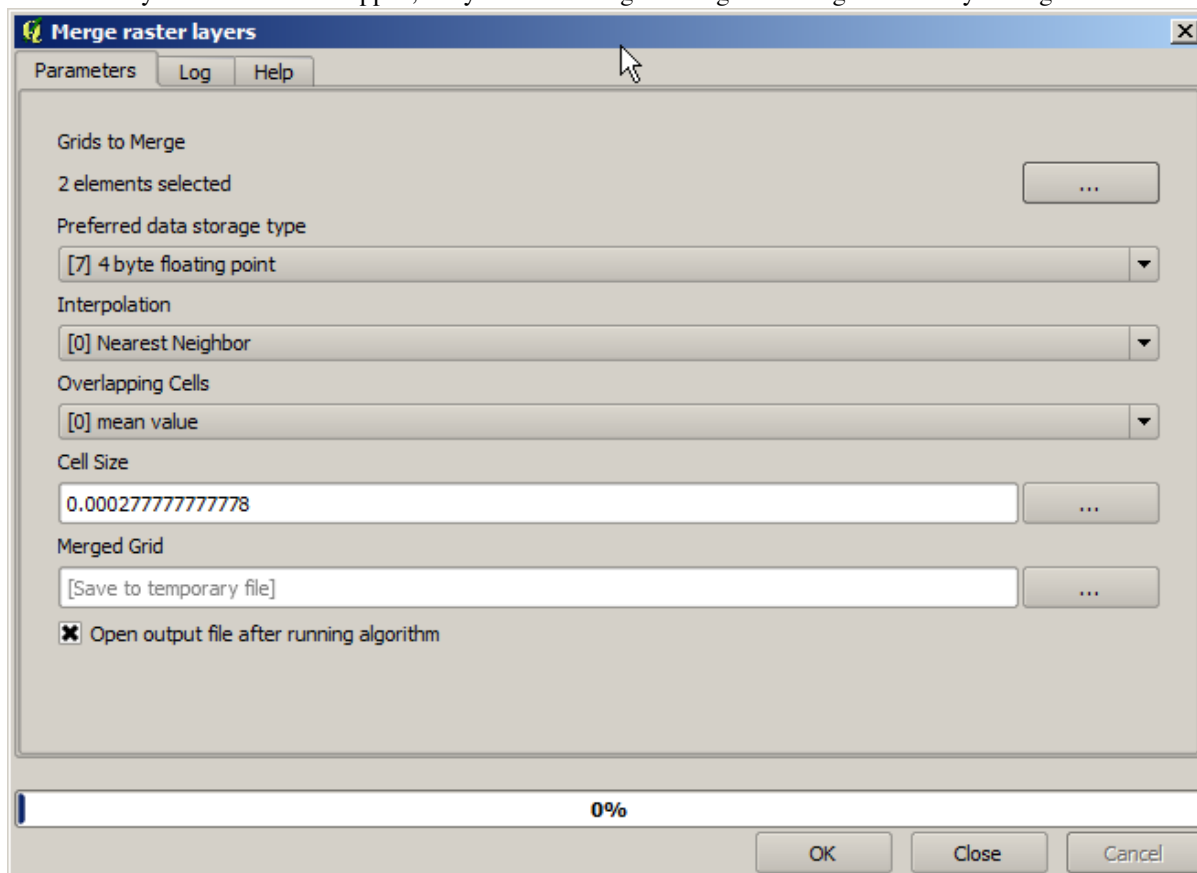 Merge raster layers
Parameters Log Help
Grids to Merge
2 elements selected
...
Preferred data storage type
[7] 4 byte floating point
Interpolation
[0] Nearest Neighbor
Overlapping Cells
[0] mean value
Cell Size
0.000277777777778
...
Merged Grid
[Save to temporary file]
...
Open output file after running algorithm
0%
OK Close Cancel